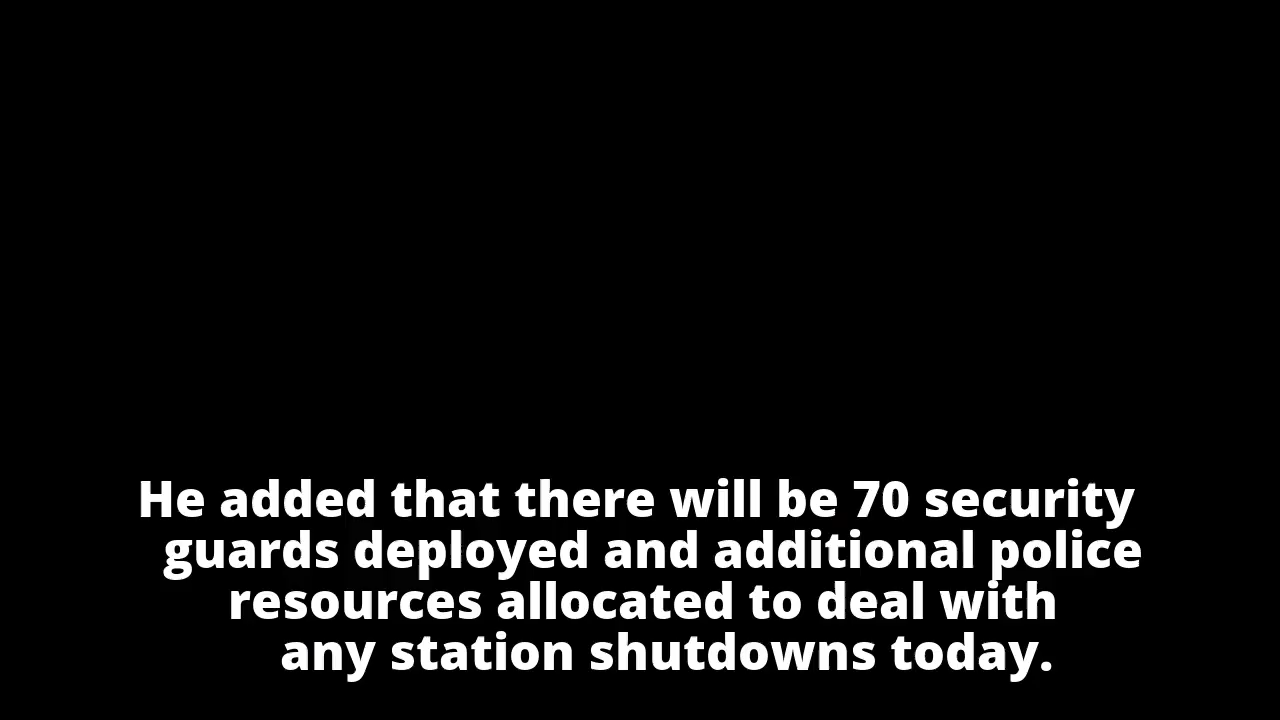 He added that there will be 70 security
guards deployed and additional police
resources allocated to deal with
any station shutdowns today.